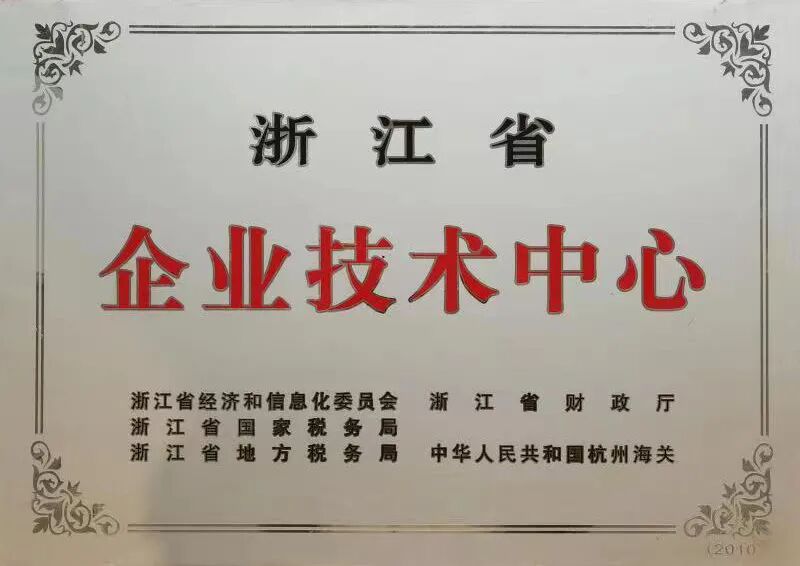 浙江省
企业技术中心
浙江省经济和信息化委员会 浙江省财政厅
浙江省国家税务局
浙江省地方税务局 中华人民共和国杭州海关
(2010